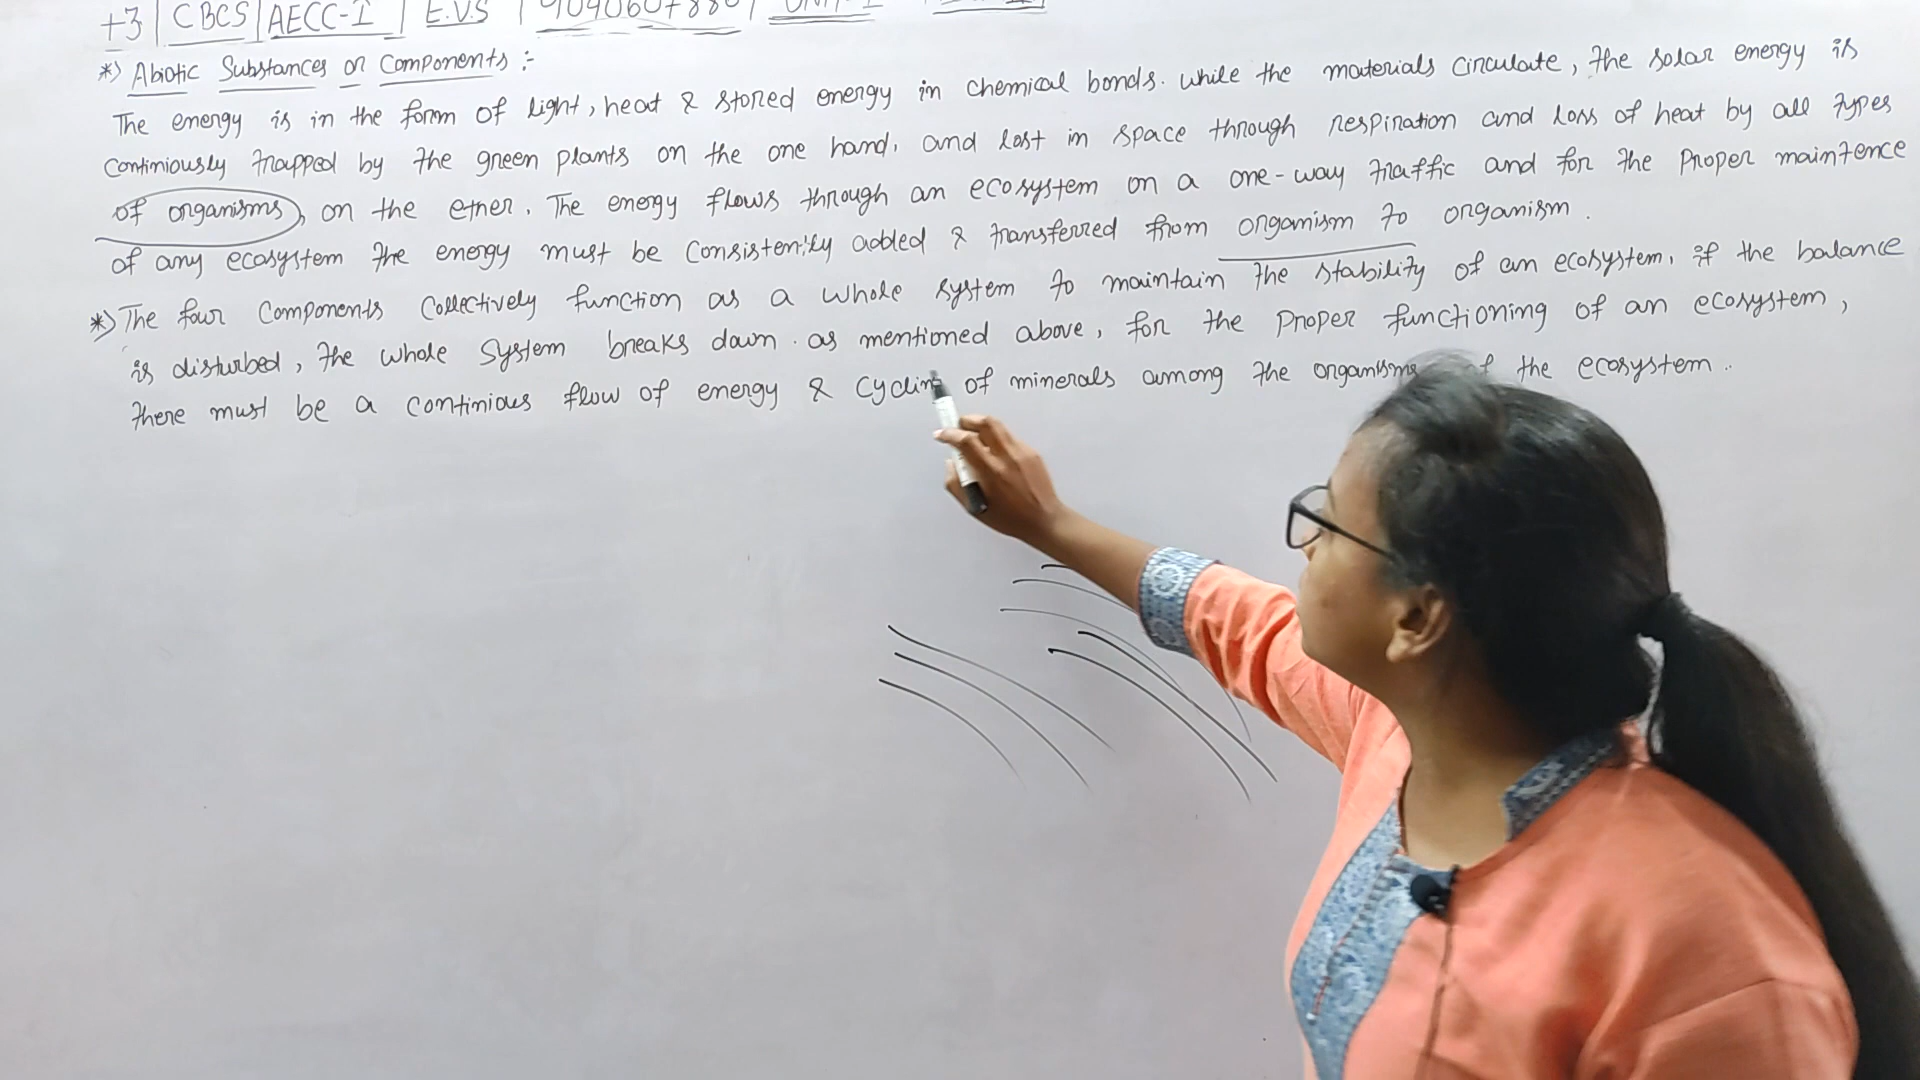 +3 | CBCS | AECC-I | E.V.S |
*) Abiotic Substances or Components :-
The energy is in the form of light, heat & stored energy in chemical bonds. While the materials circulate, the solar energy is
continiously trapped by the green plants on the one hand, and lost in space through respiration and loss of heat by all types
of organisms, on the other. The energy flows through an ecosystem on a one-way traffic and for the proper maintence
of any ecosystem the energy must be consistently added & transferred from organism to organism.
*) The four components collectively function as a whole system to maintain the stability of an ecosystem, if the balance
is disturbed, the whole system breaks down. as mentioned above, for the proper functioning of an ecosystem,
there must be a continious flow of energy & of minerals among the organisms of the ecosystem..